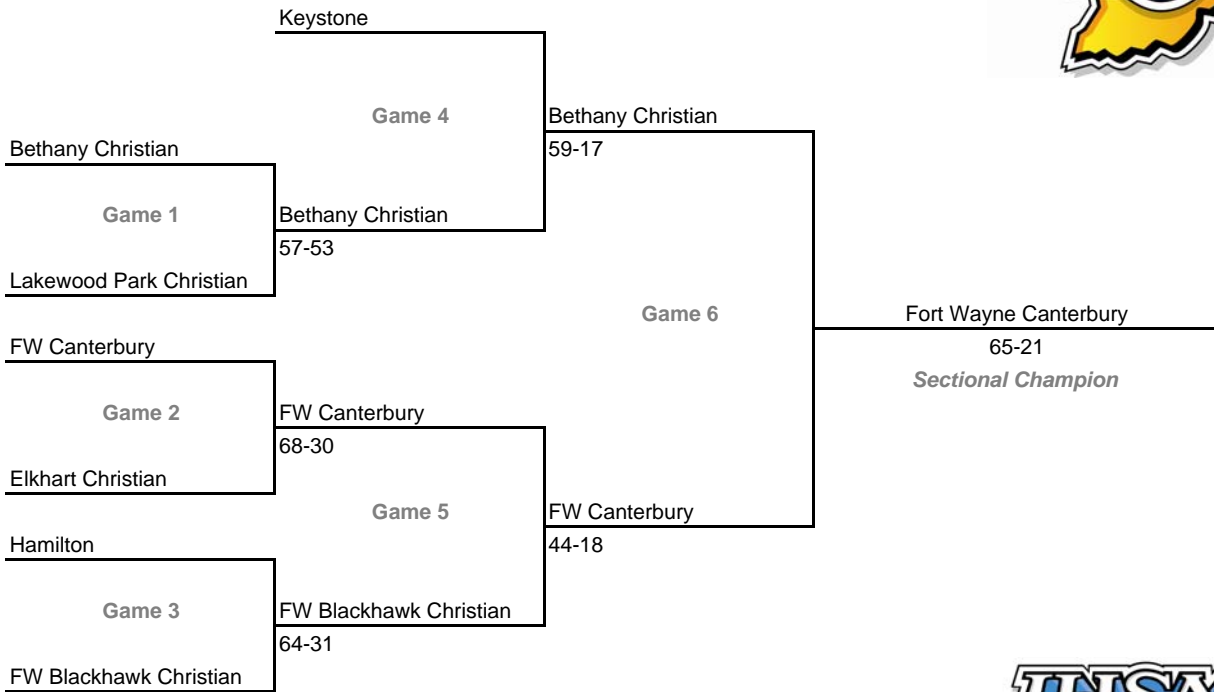 Keystone
Game 4
Bethany Christian
Bethany Christian
59-17
Game 1
Bethany Christian
57-53
Lakewood Park Christian
Game 6
Fort Wayne Canterbury
FW Canterbury
65-21
Sectional Champion
Game 2
FW Canterbury
68-30
Elkhart Christian
Game 5
FW Canterbury
Hamilton
44-18
Game 3
FW Blackhawk Christian
64-31
FW Blackhawk Christian